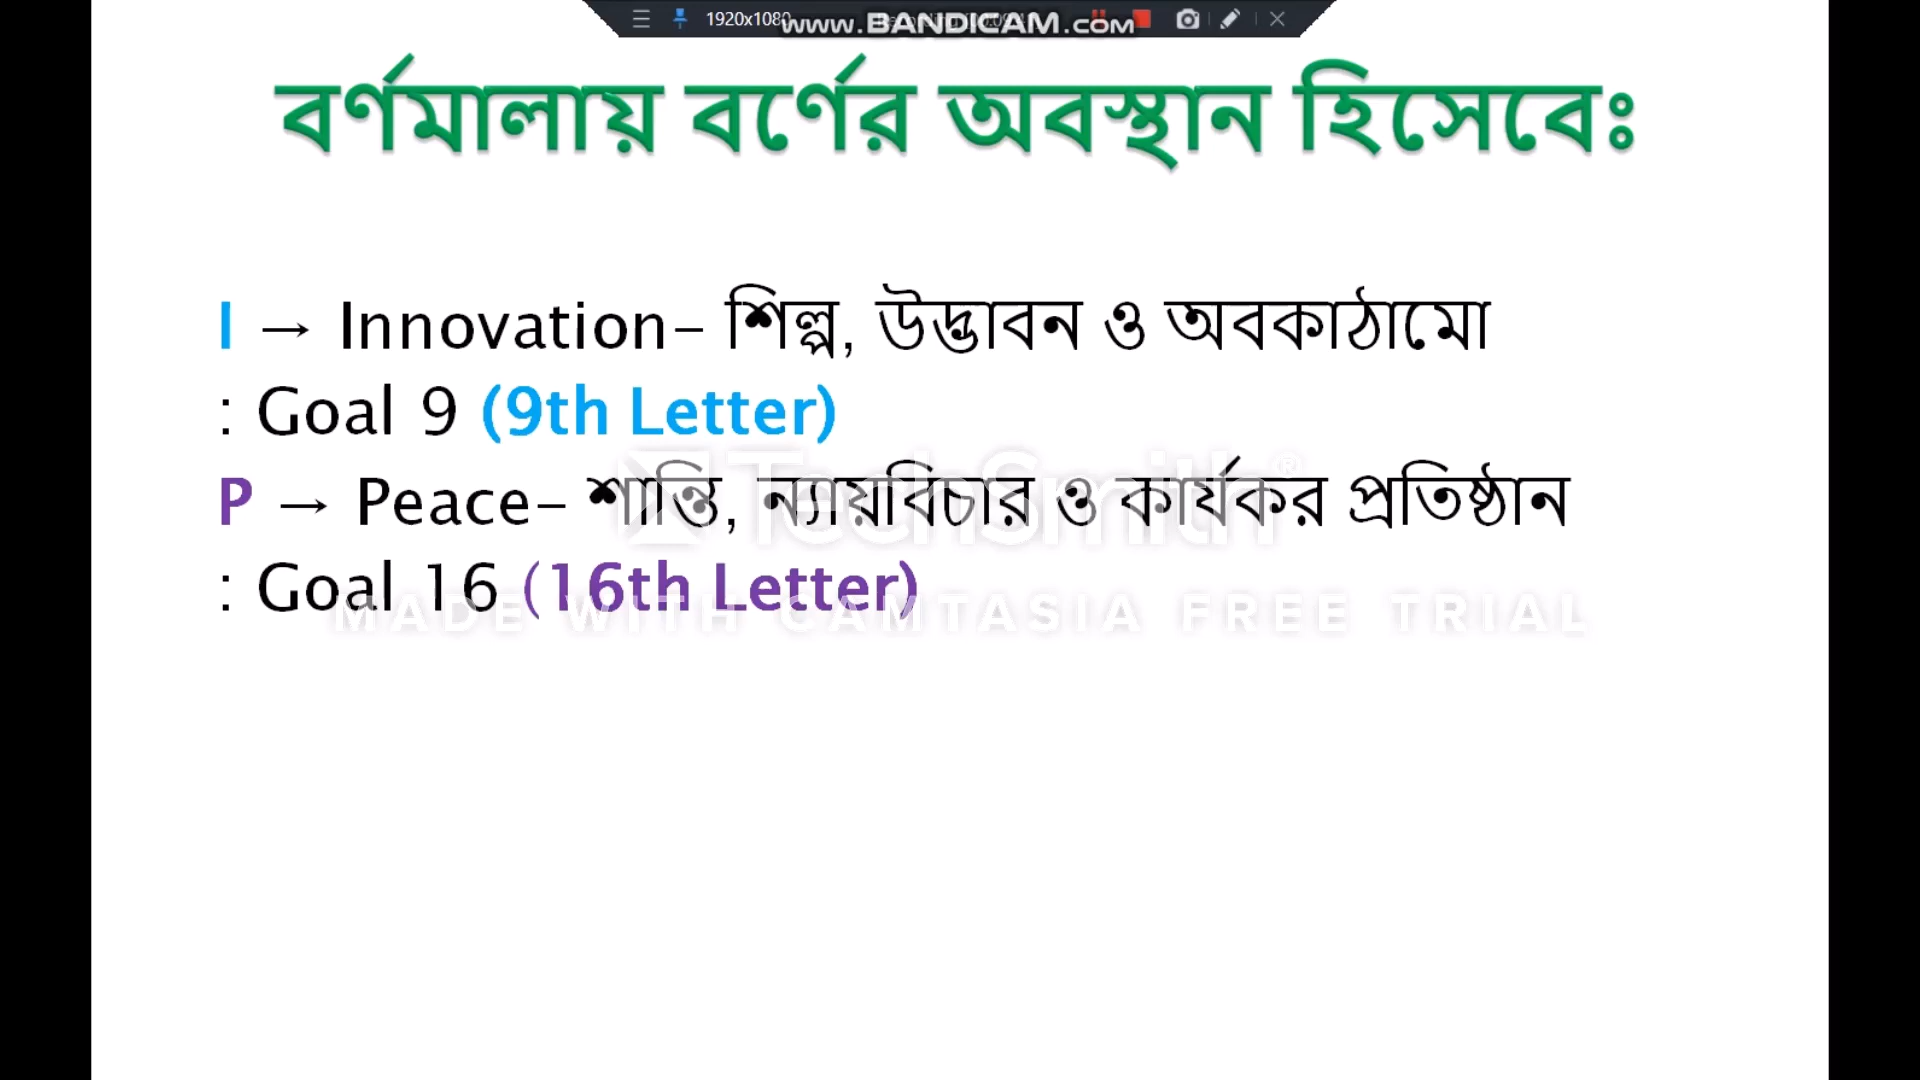 1920x1080
www.BANDICAM.com
বর্ণমালায় বর্ণের অবস্থান হিসেবেঃ
I → Innovation– শিল্প, উদ্ভাবন ও অবকাঠামো
: Goal 9 (9th Letter)
P → Peace– শান্তি, ন্যায়বিচার ও কার্যকর প্রতিষ্ঠান
: Goal 16 (16th Letter)
TechSmith®
MADE WITH CAMTASIA FREE TRIAL